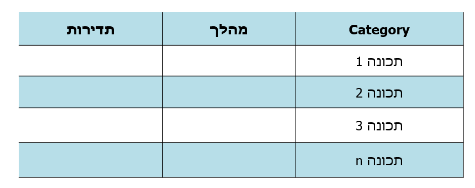 Category מהלך תדירות
תכונה 1
תכונה 2
תכונה 3
תכונה n